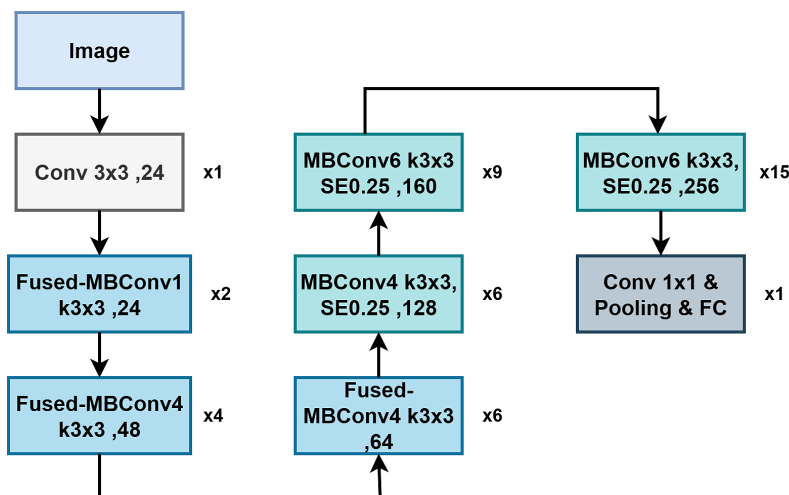 Image
Conv 3x3 ,24
x1
Fused-MBConv1
k3x3 ,24
x2
Fused-MBConv4
k3x3 ,48
x4
Fused-
MBConv4 k3x3
,64
x6
MBConv4 k3x3,
SE0.25 ,128
x6
MBConv6 k3x3
SE0.25 ,160
x9
MBConv6 k3x3,
SE0.25 ,256
x15
Conv 1x1 &
Pooling & FC
x1